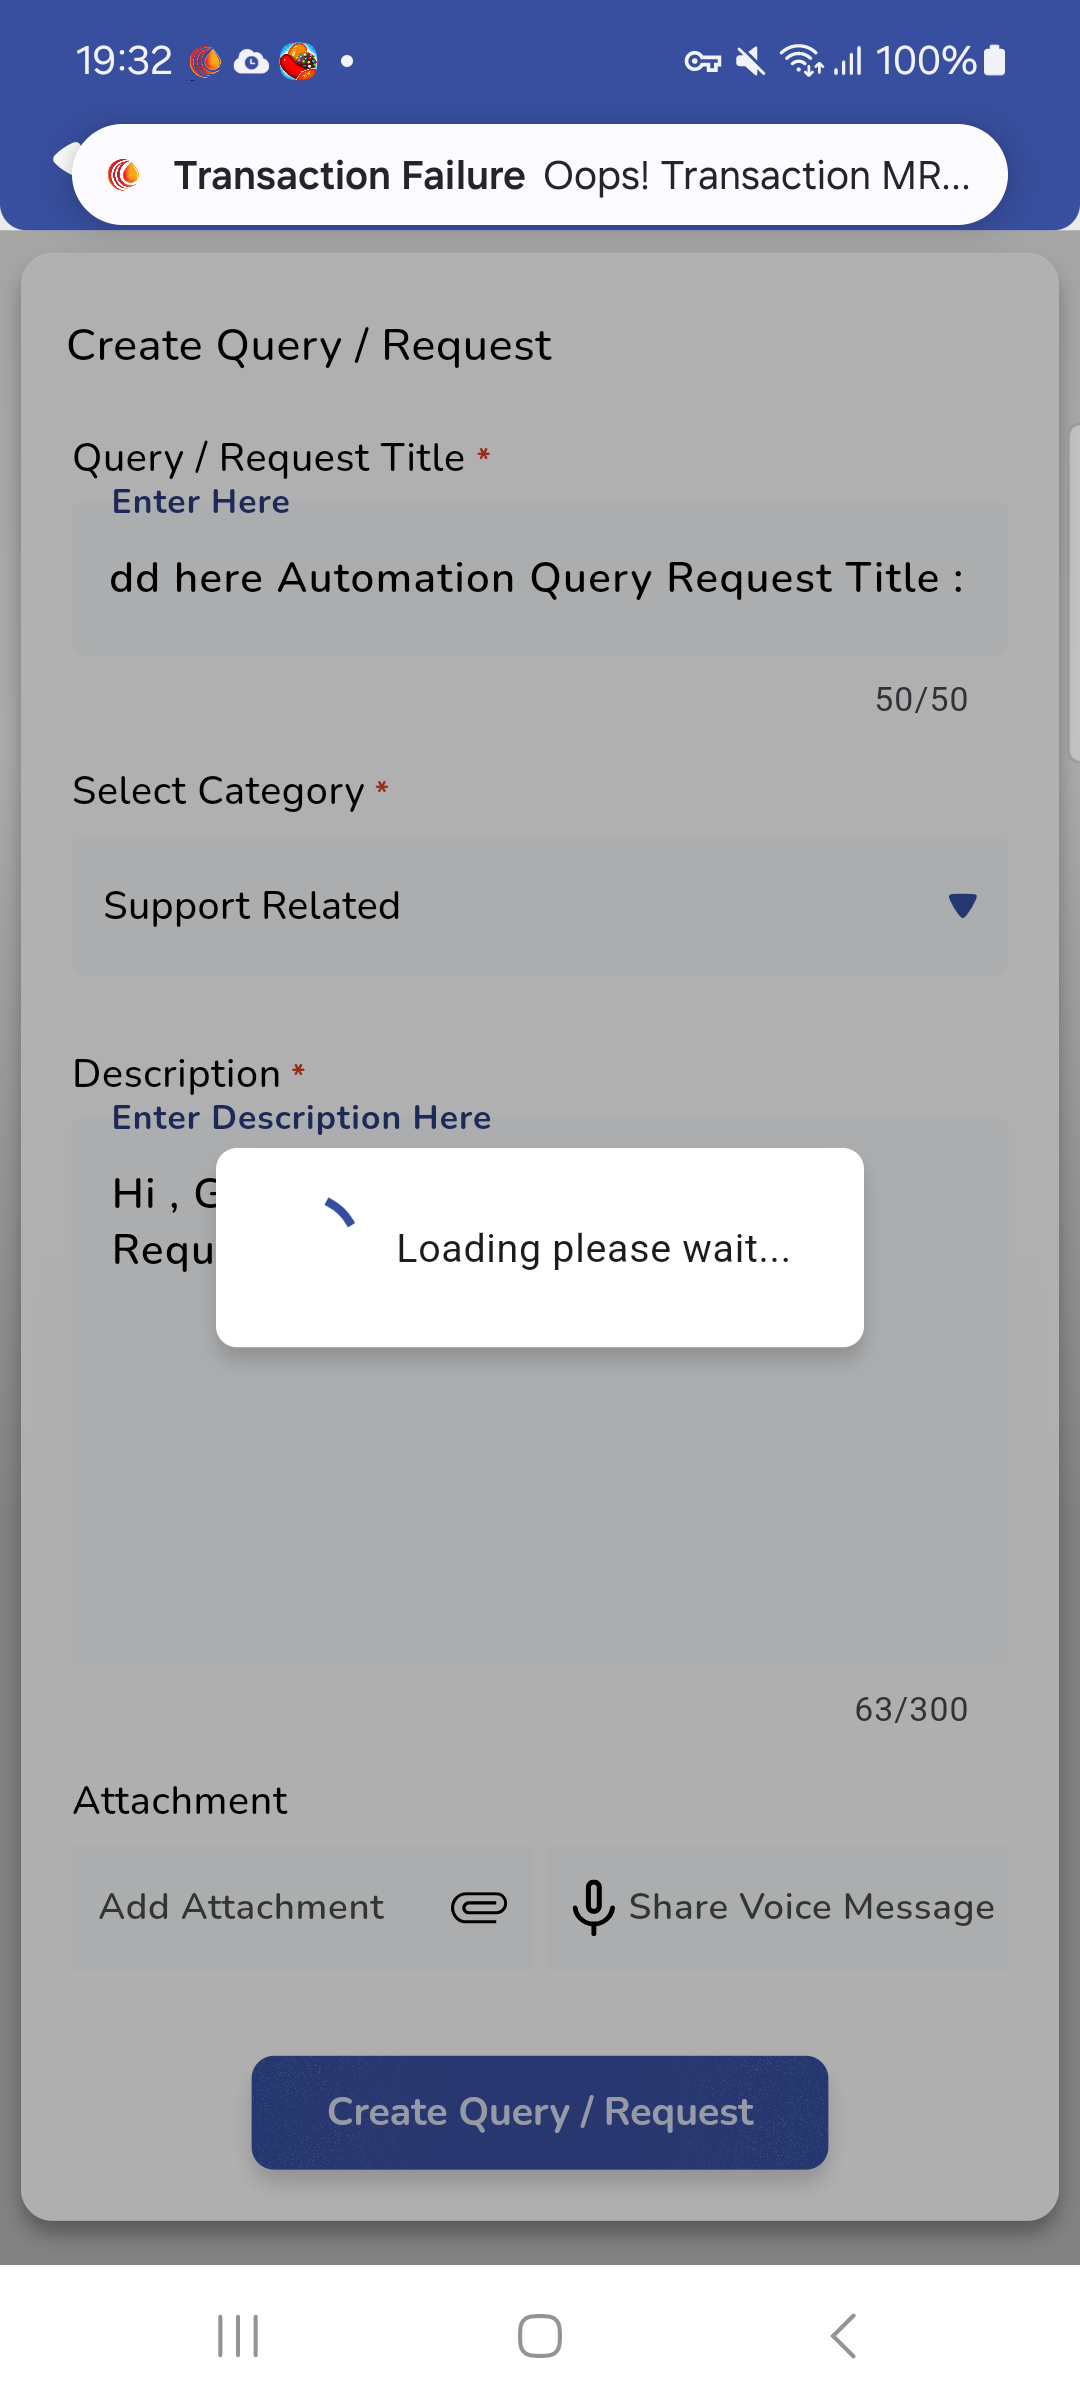 19:32
100%
Transaction Failure Oops! Transaction MR...
Create Query / Request
Query / Request Title *
Enter Here
dd here Automation Query Request Title :
50/50
Select Category *
Support Related
Description *
Enter Description Here
Hi , G
Requ
Loading please wait...
63/300
Attachment
Add Attachment
Share Voice Message
Create Query / Request